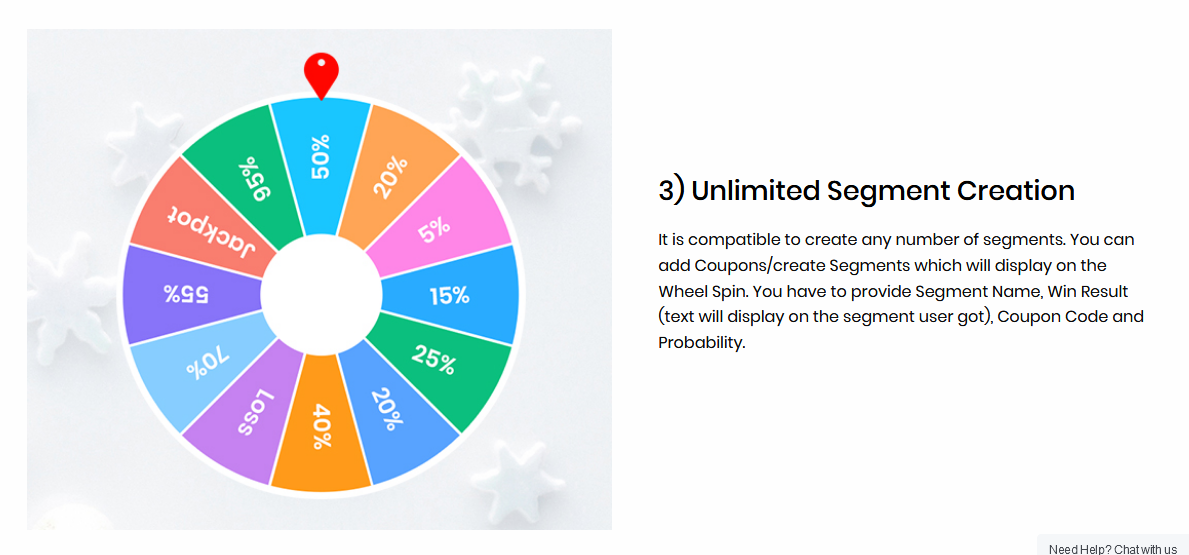 50%
20%
5%
15%
25%
20%
40%
Loss
70%
55%
Jackpot
95%
3) Unlimited Segment Creation
It is compatible to create any number of segments. You can
add Coupons/create Segments which will display on the
Wheel Spin. You have to provide Segment Name, Win Result
(text will display on the segment user got), Coupon Code and
Probability.
Need Help? Chat with us